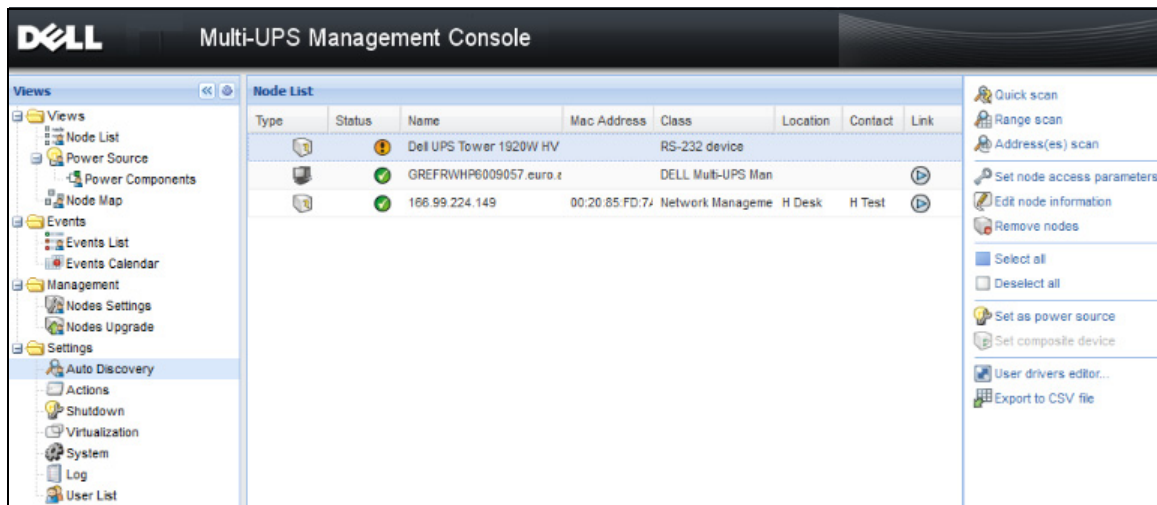 DELL Multi-UPS Management Console
Views
Views
Node List
Power Source
Power Components
Node Map
Events
Events List
Events Calendar
Management
Nodes Settings
Nodes Upgrade
Settings
Auto Discovery
Actions
Shutdown
Virtualization
System
Log
User List
Node List
Type Status Name Mac Address Class Location Contact Link
Dell UPS Tower 1920W HV RS-232 device
GREFRWHP6009057.euro.e DELL Multi-UPS Man
166.99.224.149 00:20:85:FD:7 Network Manageme H Desk H Test
Quick scan
Range scan
Address(es) scan
Set node access parameters
Edit node information
Remove nodes
Select all
Deselect all
Set as power source
Set composite device
User drivers editor...
Export to CSV file